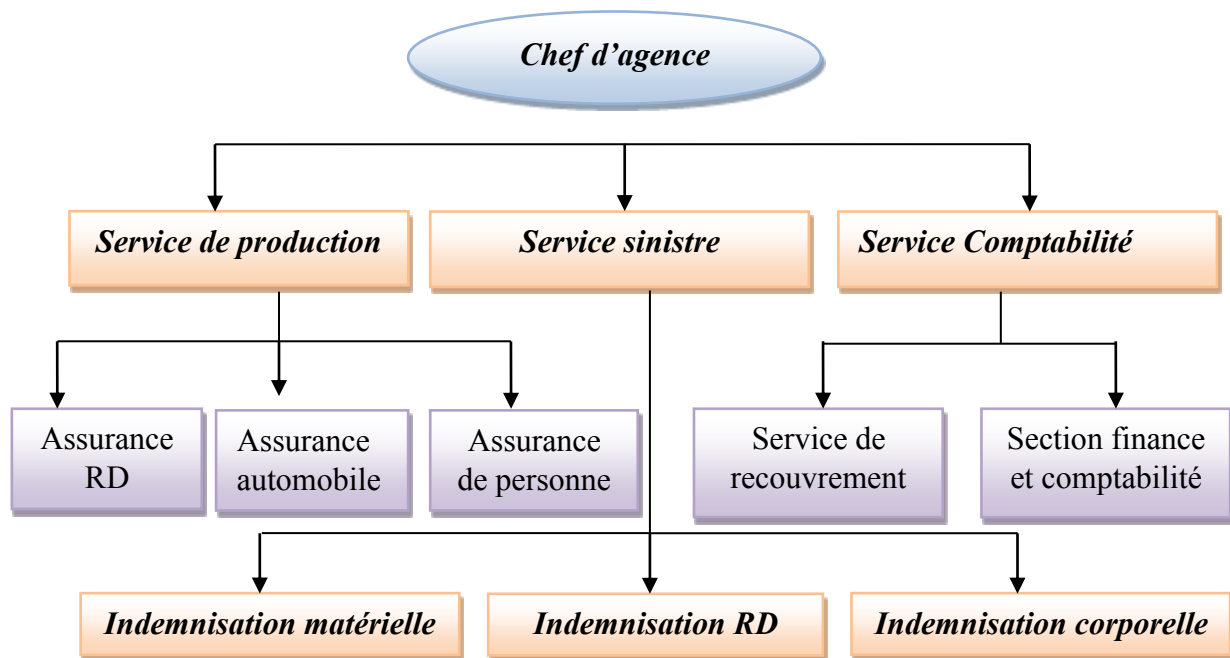 Chef d’agence
Service de production
Service sinistre
Service Comptabilité
Assurance
RD
Assurance
automobile
Assurance
de personne
Service de
recouvrement
Section finance
et comptabilité
Indemnisation matérielle
Indemnisation RD
Indemnisation corporelle